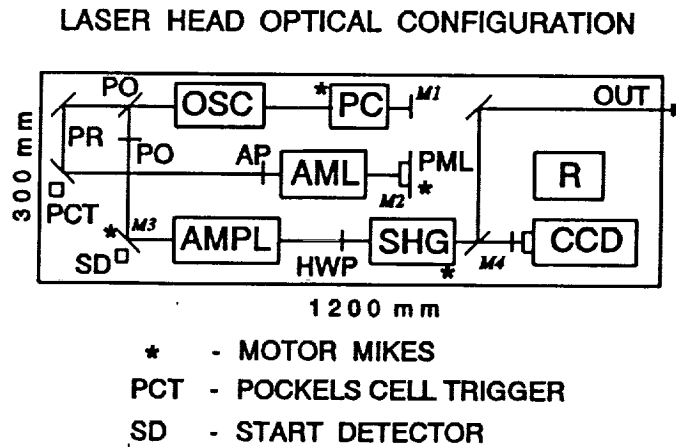 LASER HEAD OPTICAL CONFIGURATION
PO OSC * PC M1 OUT
PR PO AP AML M2 PML * R
300 mm
PCT
* M3 AMPL HWP SHG * M4 CCD
SD
1200 mm
* - MOTOR MIKES
PCT - POCKELS CELL TRIGGER
SD - START DETECTOR